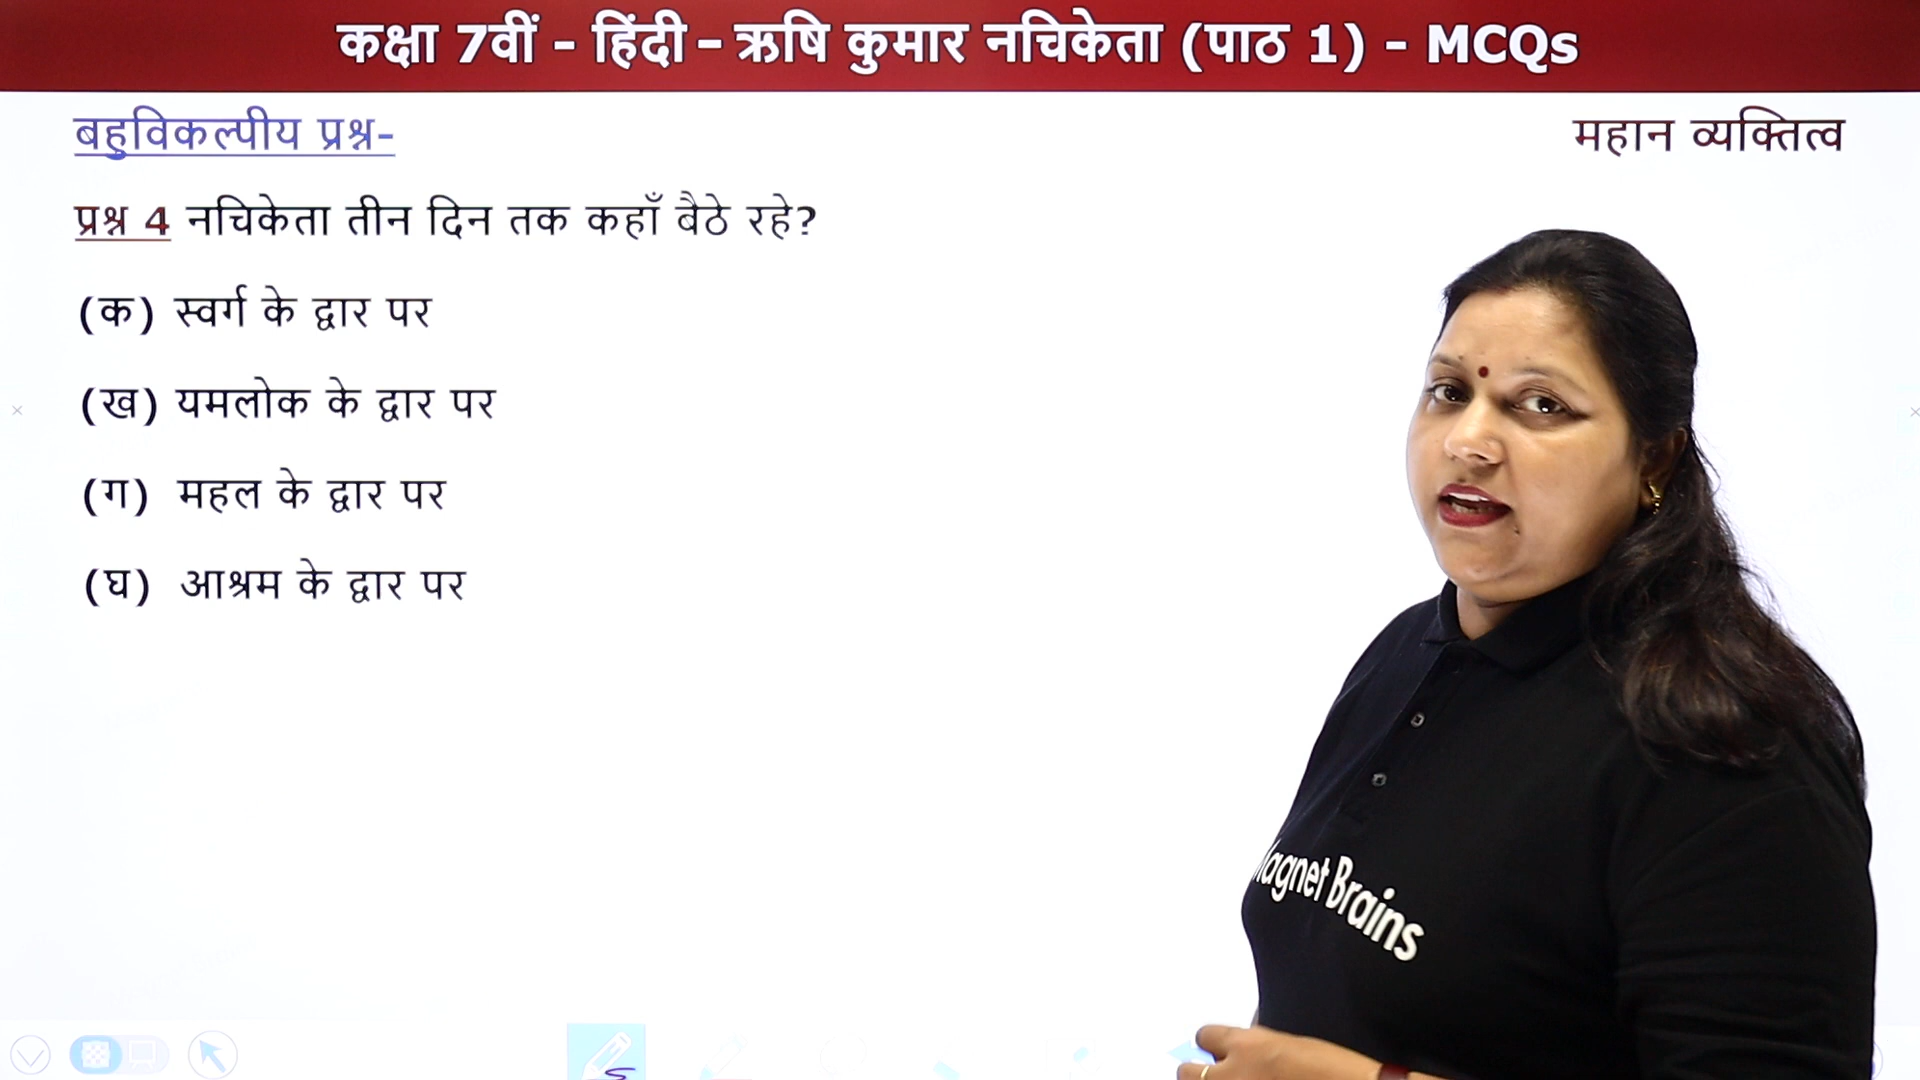 कक्षा 7वीं - हिंदी - ऋषि कुमार नचिकेता (पाठ 1) - MCQs
बहुविकल्पीय प्रश्न-
महान व्यक्तित्व
प्रश्न 4 नचिकेता तीन दिन तक कहाँ बैठे रहे?
(क) स्वर्ग के द्वार पर
(ख) यमलोक के द्वार पर
(ग) महल के द्वार पर
(घ) आश्रम के द्वार पर
Brains